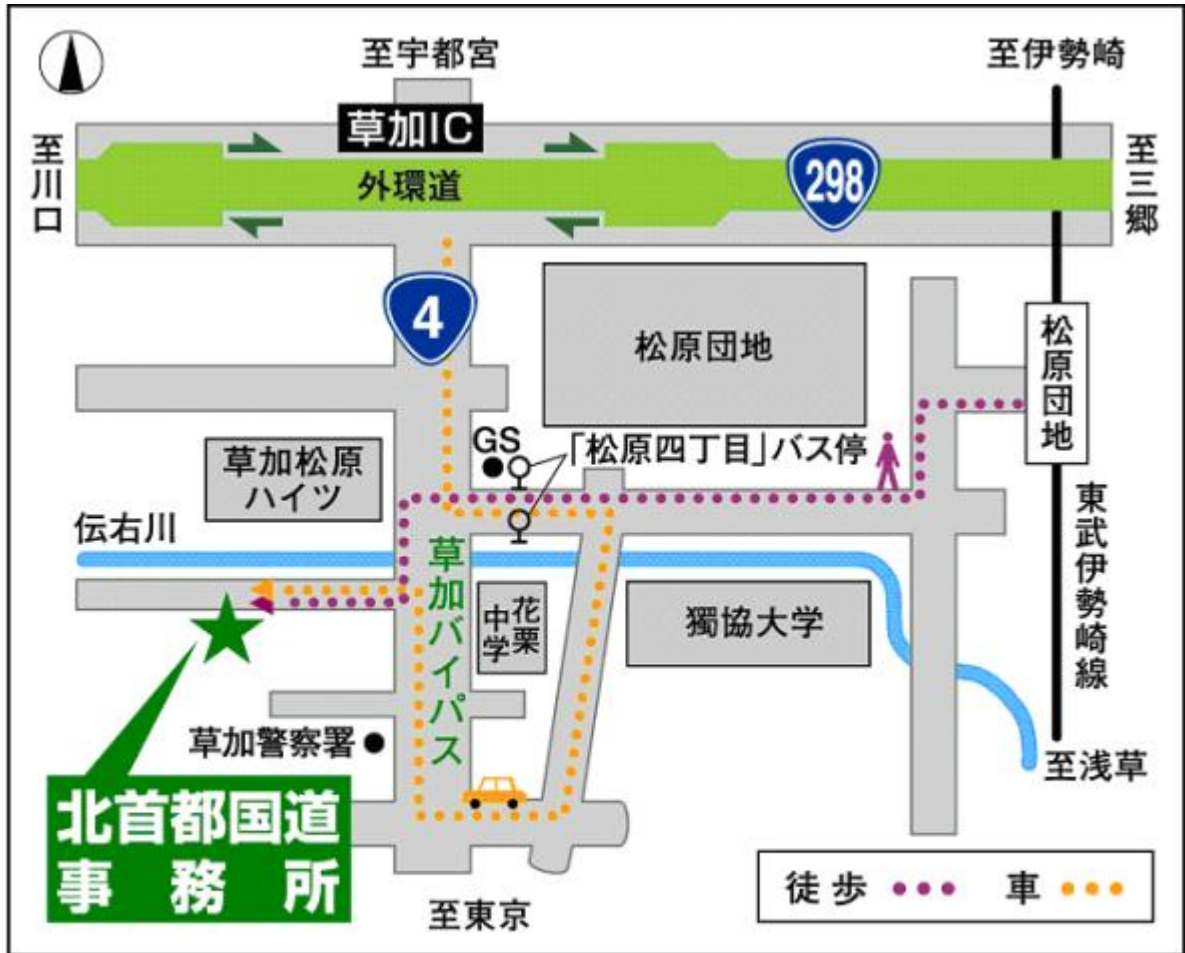 至宇都宮
至伊勢崎
草加IC
至川口
外環道
298
至三郷
4
松原団地
松原団地
GS
「松原四丁目」バス停
草加松原
ハイツ
伝右川
東武伊勢崎線
草加バイパス
花栗
中学
獨協大学
草加警察署
至浅草
北首都国道
事務所
至東京
徒歩
車